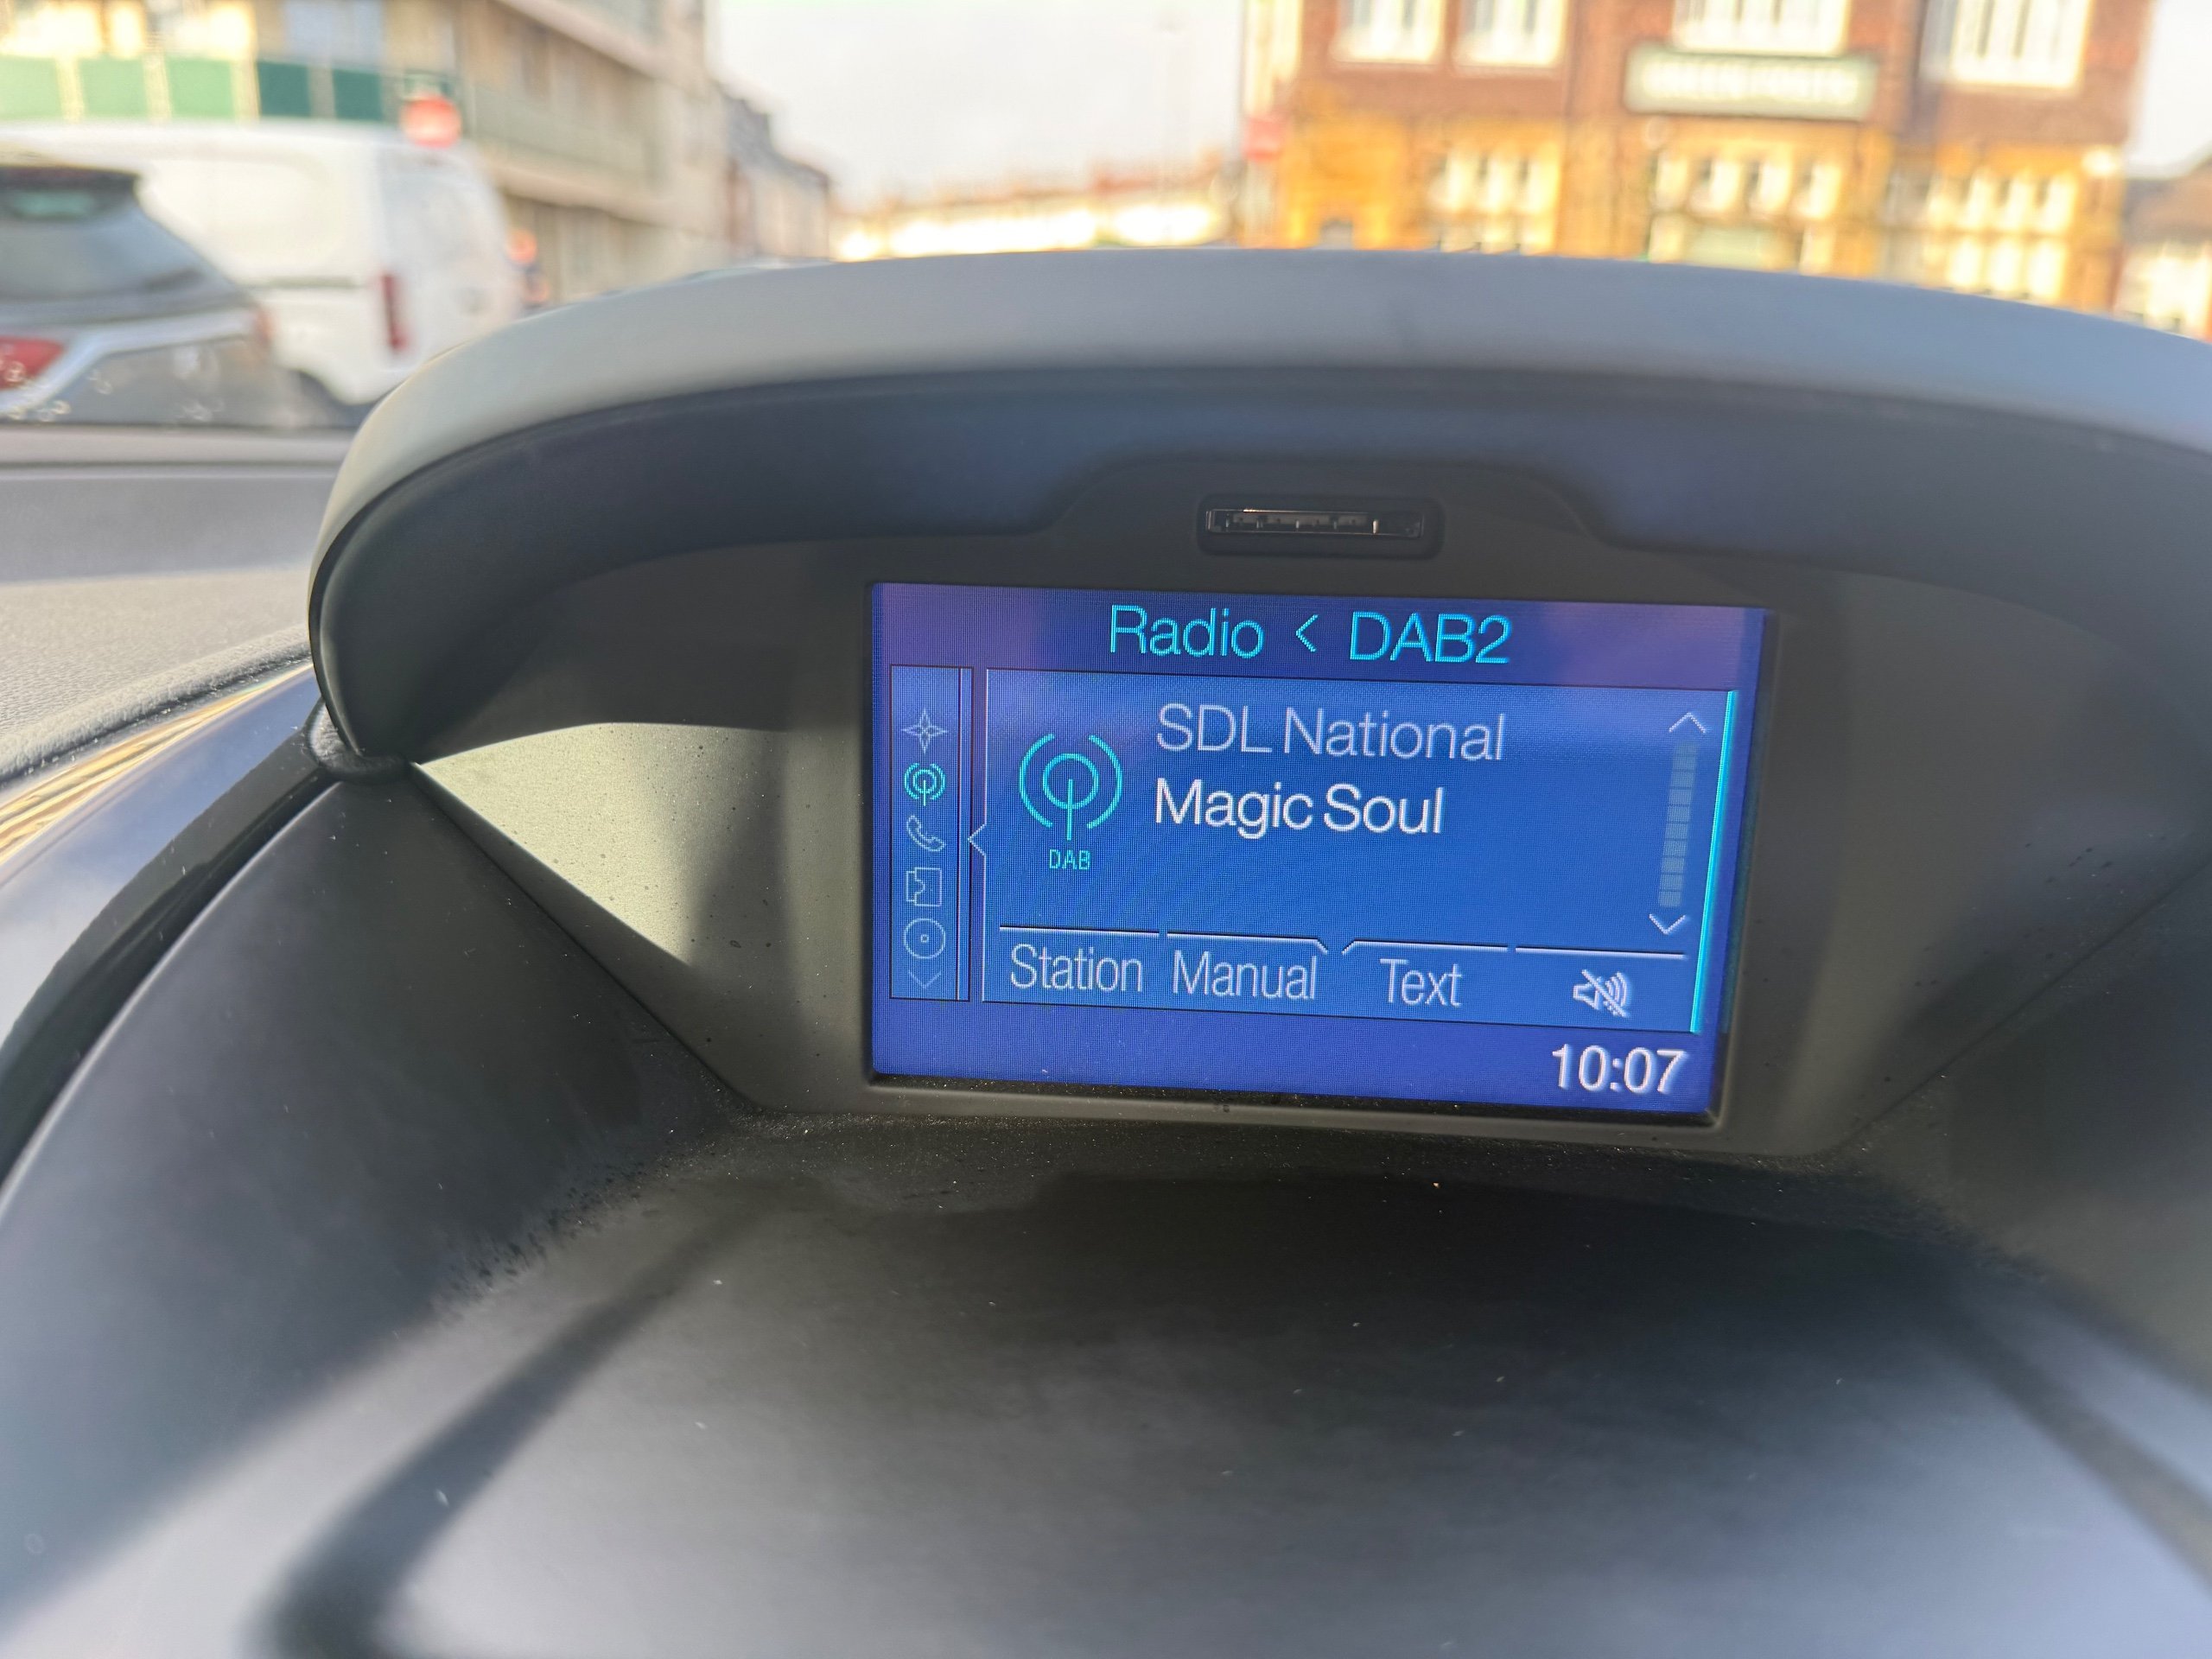 Radio < DAB2
SDL National
Magic Soul
DAB
Station Manual Text
10:07